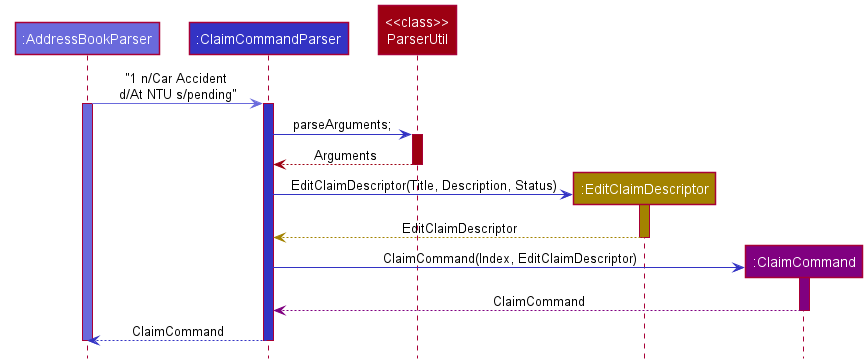 :AddressBookParser
:ClaimCommandParser
<<class>>
ParserUtil
"1 n/Car Accident
d/At NTU s/pending"
parseArguments;
Arguments
EditClaimDescriptor(Title, Description, Status)
:EditClaimDescriptor
EditClaimDescriptor
ClaimCommand(Index, EditClaimDescriptor)
:ClaimCommand
ClaimCommand
ClaimCommand